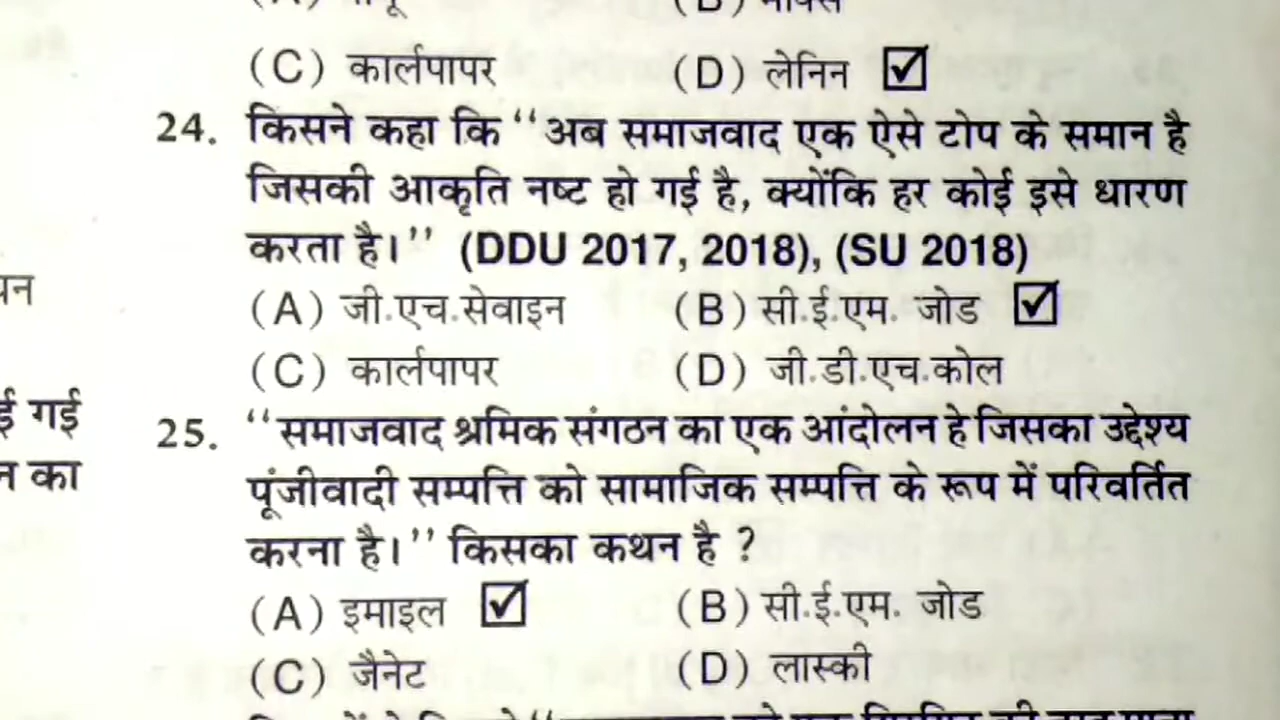 (C) कार्लपापर (D) लेनिन
24. किसने कहा कि "अब समाजवाद एक ऐसे टोप के समान है
जिसकी आकृति नष्ट हो गई है, क्योंकि हर कोई इसे धारण
करता है।" (DDU 2017, 2018), (SU 2018)
(A) जी.एच.सेवाइन (B) सी.ई.एम. जोड
(C) कार्लपापर (D) जी.डी.एच.कोल
ई गई
25. "समाजवाद श्रमिक संगठन का एक आंदोलन हे जिसका उद्देश्य
न का
पूंजीवादी सम्पत्ति को सामाजिक सम्पत्ति के रूप में परिवर्तित
करना है।" किसका कथन है ?
(A) इमाइल (B) सी.ई.एम. जोड
(C) जैनेट (D) लास्की